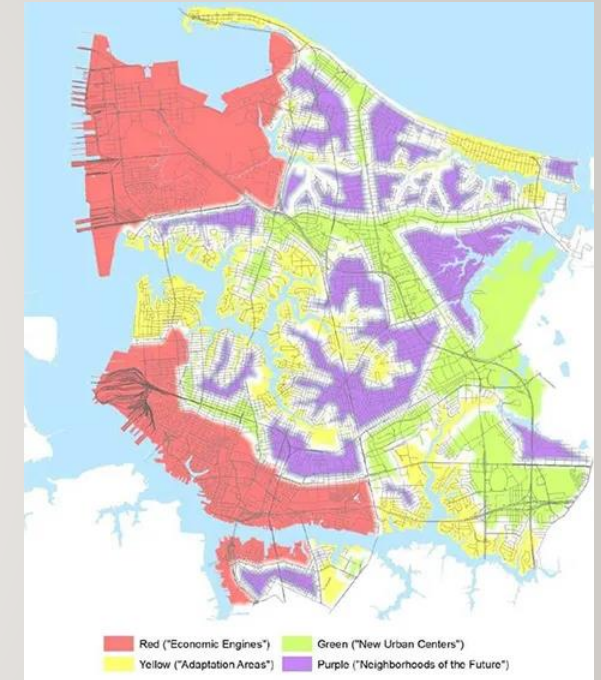 Red ("Economic Engines")
Green ("New Urban Centers")
Yellow ("Adaptation Areas")
Purple ("Neighborhoods of the Future")